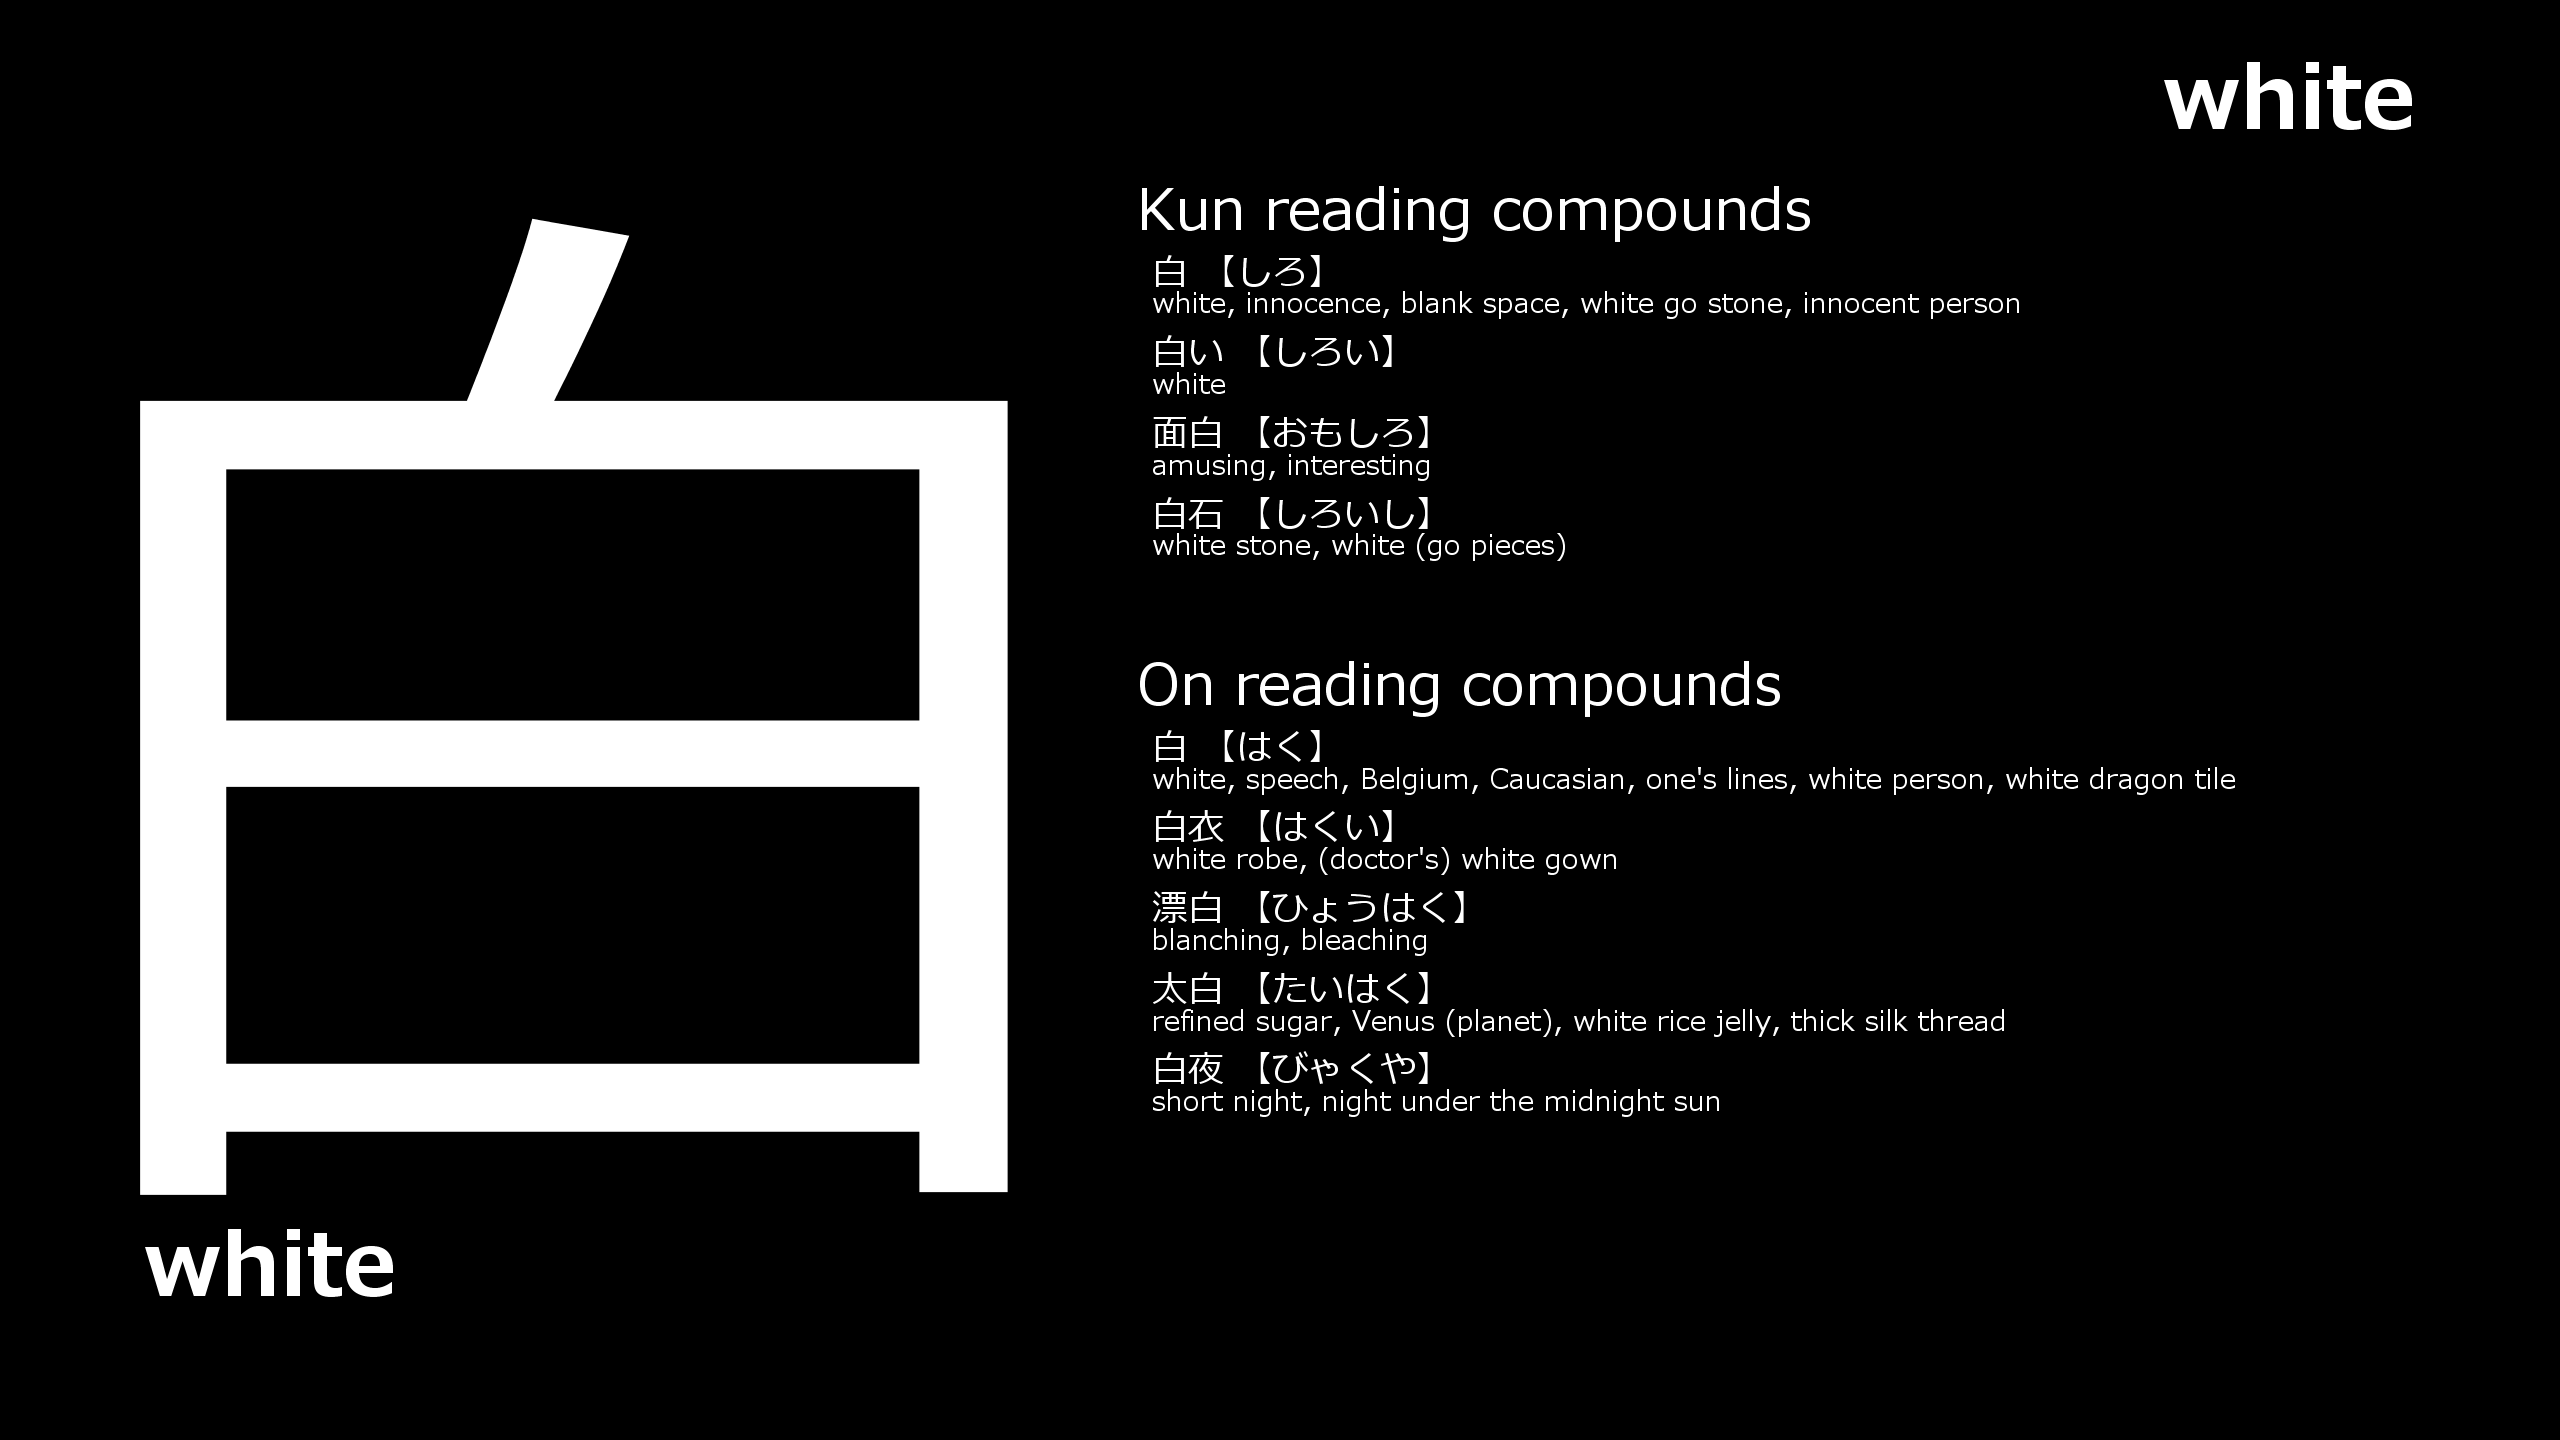 white
白
white
Kun reading compounds
白 【しろ】
white, innocence, blank space, white go stone, innocent person
白い 【しろい】
white
面白 【おもしろ】
amusing, interesting
白石 【しろいし】
white stone, white (go pieces)
On reading compounds
白 【はく】
white, speech, Belgium, Caucasian, one's lines, white person, white dragon tile
白衣 【はくい】
white robe, (doctor's) white gown
漂白 【ひょうはく】
blanching, bleaching
太白 【たいはく】
refined sugar, Venus (planet), white rice jelly, thick silk thread
白夜 【びゃくや】
short night, night under the midnight sun